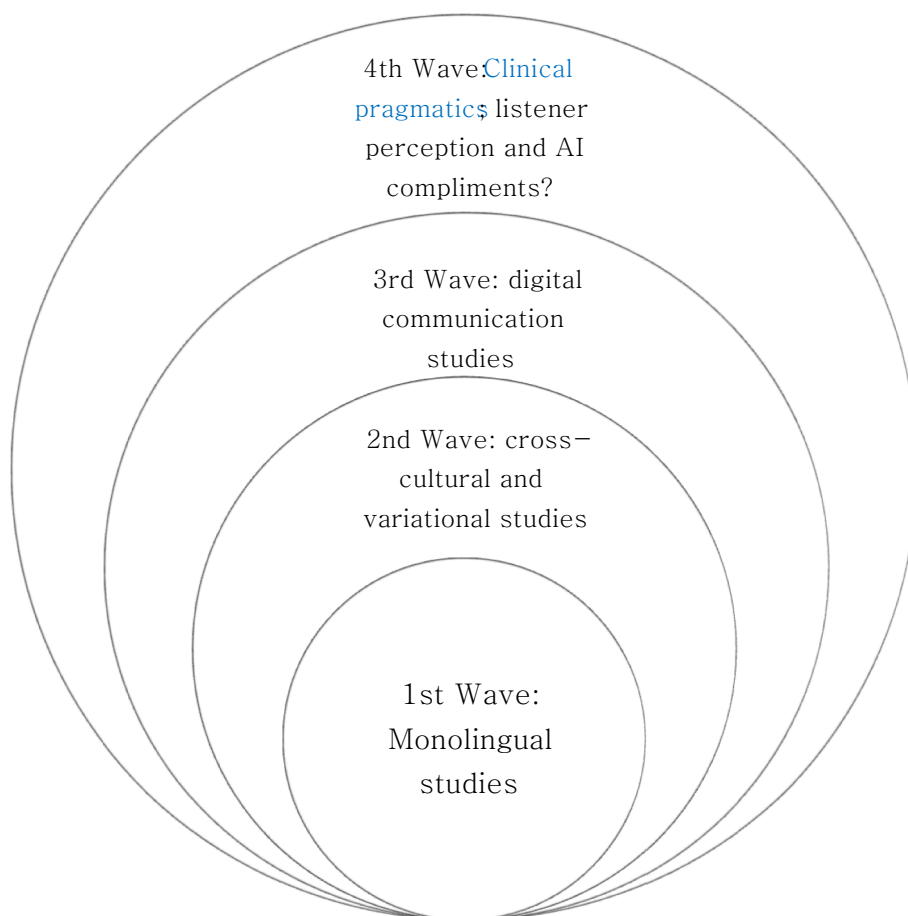 4th Wave:Clinical
pragmatics; listener
perception and AI
compliments?
3rd Wave: digital
communication
studies
2nd Wave: cross-
cultural and
variational studies
1st Wave:
Monolingual
studies